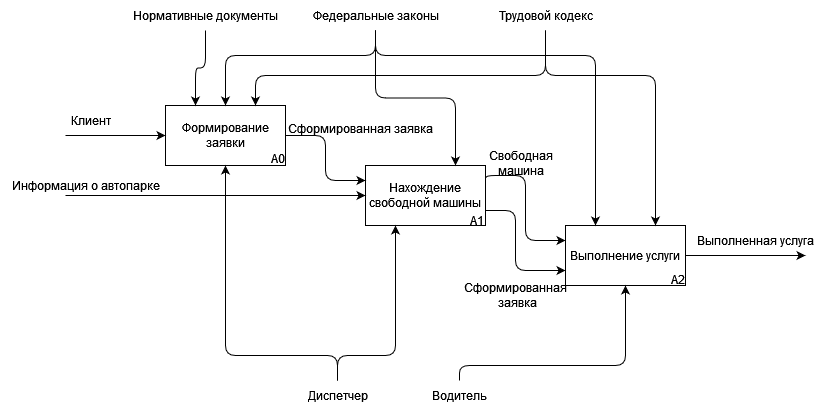 Нормативные документы
Федеральные законы
Трудовой кодекс
Клиент
Формирование
заявки
A0
Сформированная заявка
Информация о автопарке
Нахождение
свободной машины
A1
Свободная
машина
Выполнение услуги
A2
Выполненная услуга
Сформированная
заявка
Диспетчер
Водитель